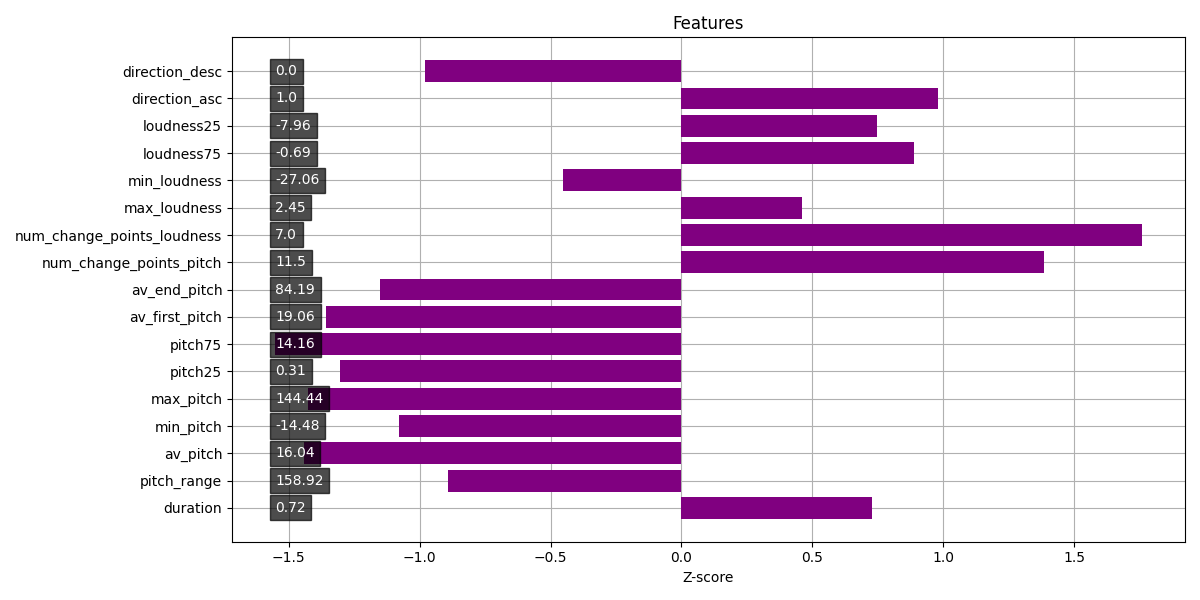 Features
direction_desc 0.0
direction_asc 1.0
loudness25 -7.96
loudness75 -0.69
min_loudness -27.06
max_loudness 2.45
num_change_points_loudness 7.0
num_change_points_pitch 11.5
av_end_pitch 84.19
av_first_pitch 19.06
pitch75 14.16
pitch25 0.31
max_pitch 144.44
min_pitch -14.48
av_pitch 16.04
pitch_range 158.92
duration 0.72
−1.5 −1.0 −0.5 0.0 0.5 1.0 1.5
Z-score